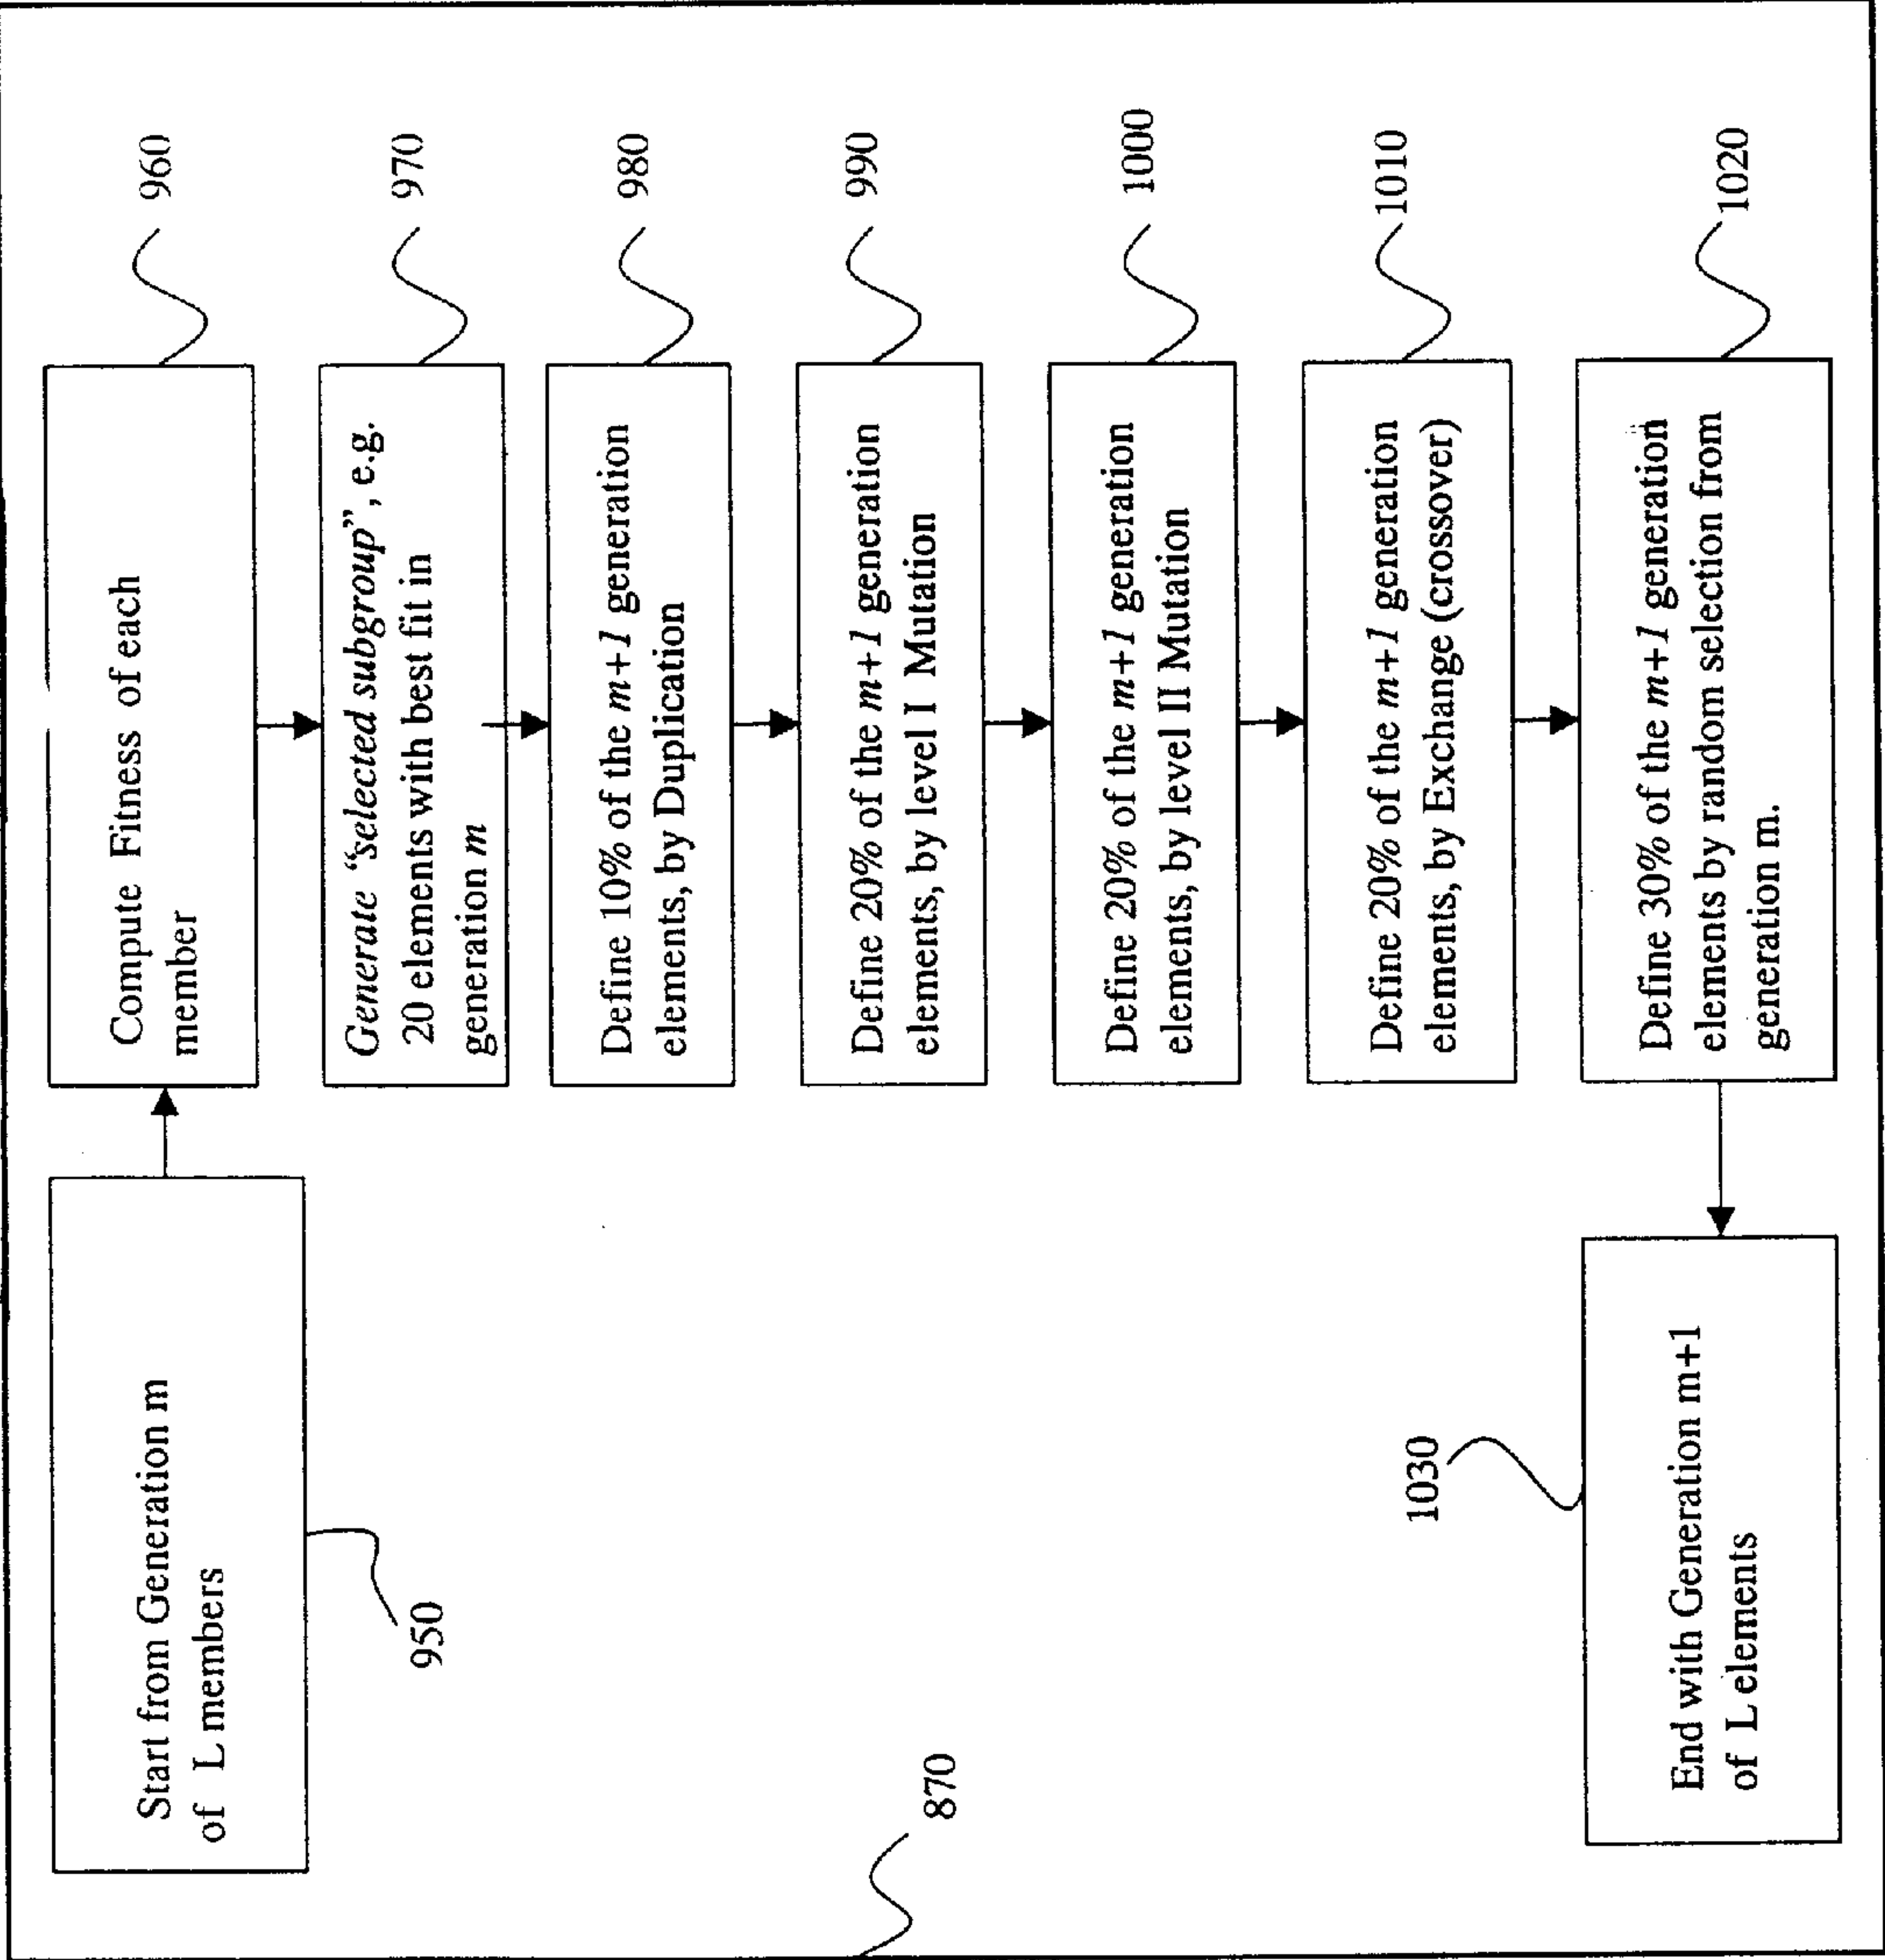 Start from Generation m
of L members
950
Compute Fitness of each
member
960
Generate “selected subgroup”, e.g.
20 elements with best fit in
generation m
970
Define 10% of the m+1 generation
elements, by Duplication
980
Define 20% of the m+1 generation
elements, by level I Mutation
990
Define 20% of the m+1 generation
elements, by level II Mutation
1000
Define 20% of the m+1 generation
elements, by Exchange (crossover)
1010
Define 30% of the m+1 generation
elements by random selection from
generation m.
1020
End with Generation m+1
of L elements
1030
870